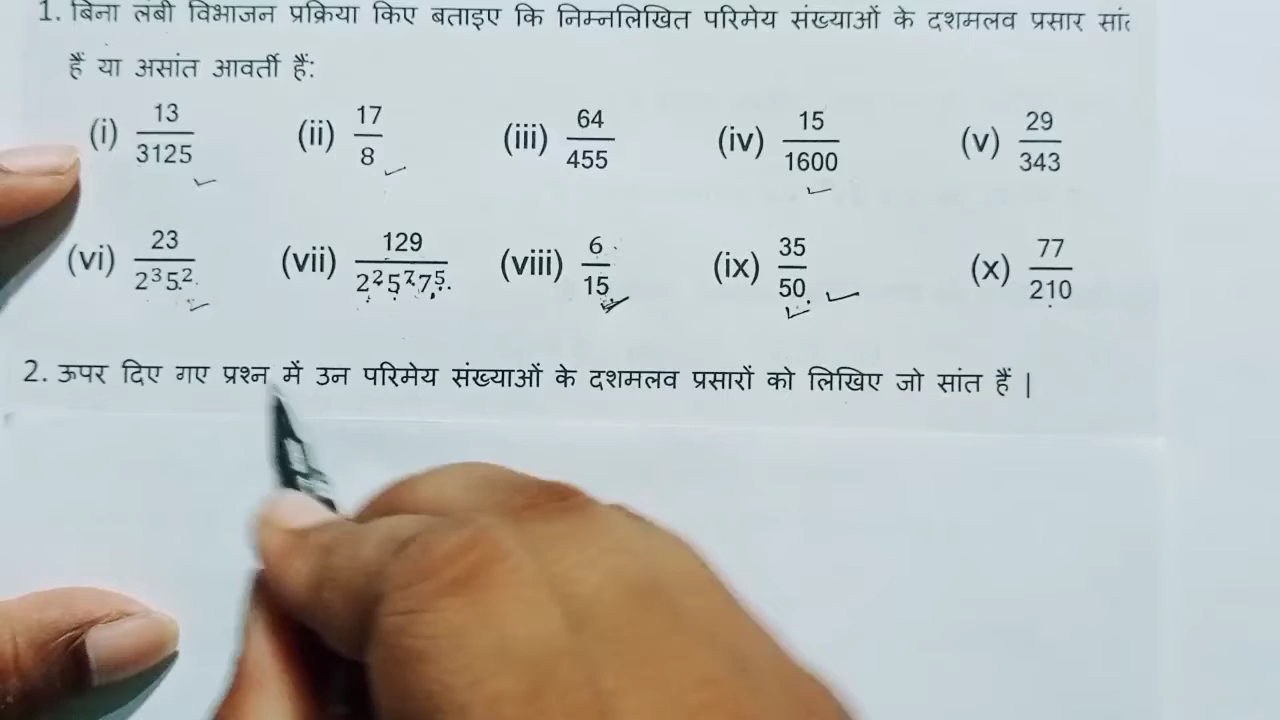 1. बिना लंबी विभाजन प्रक्रिया किए बताइए कि निम्नलिखित परिमेय संख्याओं के दशमलव प्रसार
हैं या असांत आवर्ती हैं:
(i) 13/3125 (ii) 17/8 (iii) 64/455 (iv) 15/1600 (v) 29/343
(vi) 23/2³5² (vii) 129/2²5⁷7⁵ (viii) 6/15 (ix) 35/50 (x) 77/210
2. ऊपर दिए गए प्रश्न में उन परिमेय संख्याओं के दशमलव प्रसारों को लिखिए जो सांत हैं |